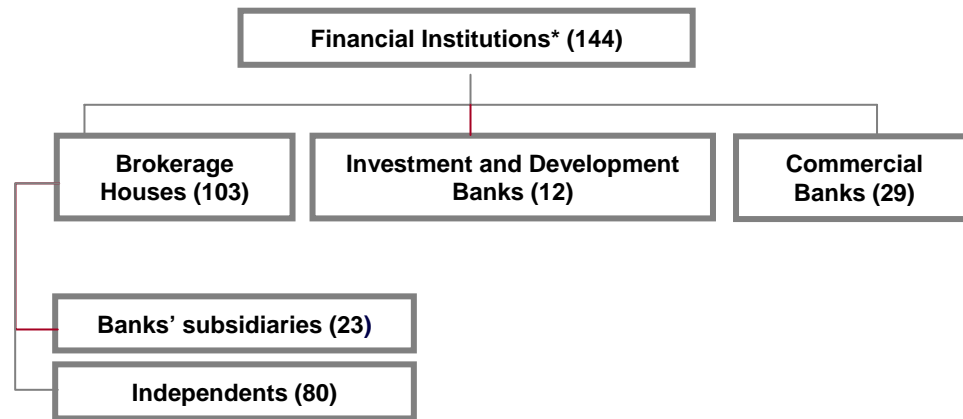 Financial Institutions* (144)
Brokerage
Houses (103)
Investment and Development
Banks (12)
Commercial
Banks (29)
Banks’ subsidiaries (23)
Independents (80)